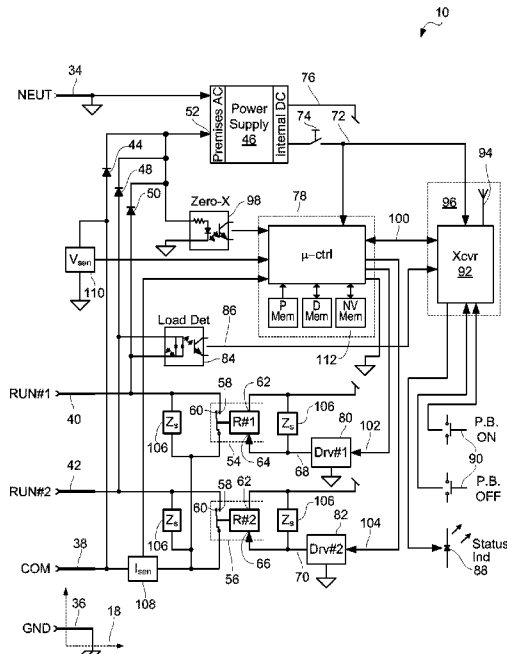 10
NEUT
34
Premises AC
52
Power
Supply
46
Internal DC
76
74
72
44
48
50
Zero-X
98
78
94
96
100
Xcvr
92
μ-ctrl
P
Mem
D
Mem
NV
Mem
112
V sen
110
Load Det
86
84
RUN#1
40
Zs
106
60
58
62
R#1
54
64
Zs
106
68
80
Drv#1
102
P.B.
ON
90
P.B.
OFF
RUN#2
42
Zs
106
60
58
62
R#2
56
66
Zs
106
70
82
Drv#2
104
Status
Ind
88
COM
38
I sen
108
GND
36
18